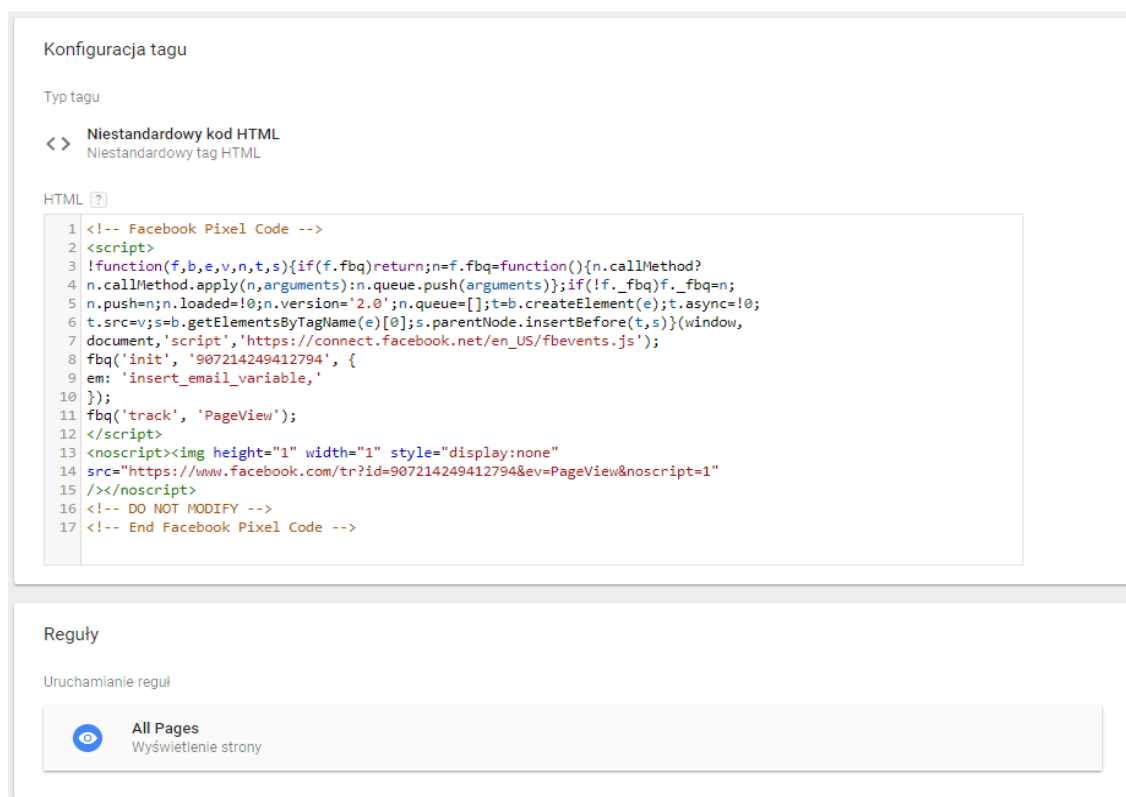 Konfiguracja tagu
Typ tagu
Niestandardowy kod HTML
Niestandardowy tag HTML
HTML ?
1 <!-- Facebook Pixel Code -->
2 <script>
3 !function(f,b,e,v,n,t,s){if(f.fbq)return;n=f.fbq=function(){n.callMethod?
4 n.callMethod.apply(n,arguments):n.queue.push(arguments)};if(!f._fbq)f._fbq=n;
5 n.push=n;n.loaded=!0;n.version='2.0';n.queue=[];t=b.createElement(e);t.async=!0;
6 t.src=v;s=b.getElementsByTagName(e)[0];s.parentNode.insertBefore(t,s)}(window,
7 document,'script','https://connect.facebook.net/en_US/fbevents.js');
8 fbq('init', '907214249412794', {
9 em: 'insert_email_variable,'
10 });
11 fbq('track', 'PageView');
12 </script>
13 <noscript><img height="1" width="1" style="display:none"
14 src="https://www.facebook.com/tr?id=907214249412794&ev=PageView&noscript=1"
15 /></noscript>
16 <!-- DO NOT MODIFY -->
17 <!-- End Facebook Pixel Code -->
Reguły
Uruchamianie reguł
All Pages
Wyświetlenie strony